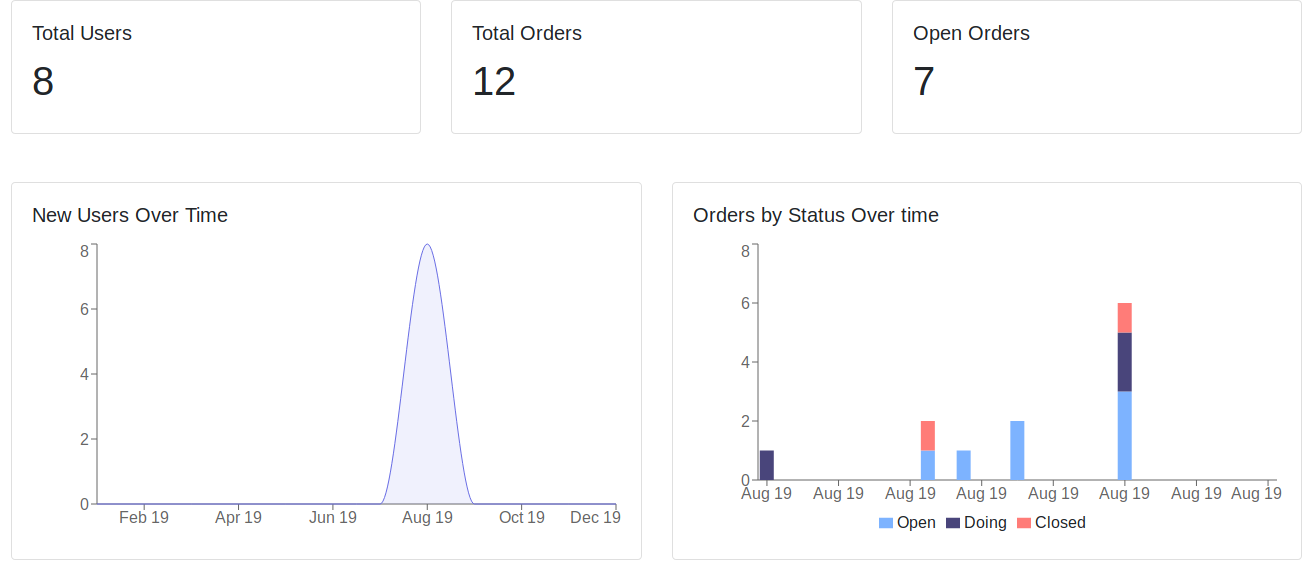 Total Users
8
Total Orders
12
Open Orders
7
New Users Over Time
8
6
4
2
0
Feb 19 Apr 19 Jun 19 Aug 19 Oct 19 Dec 19
Orders by Status Over time
8
6
4
2
0
Aug 19 Aug 19 Aug 19 Aug 19 Aug 19 Aug 19 Aug 19 Aug 19
Open Doing Closed